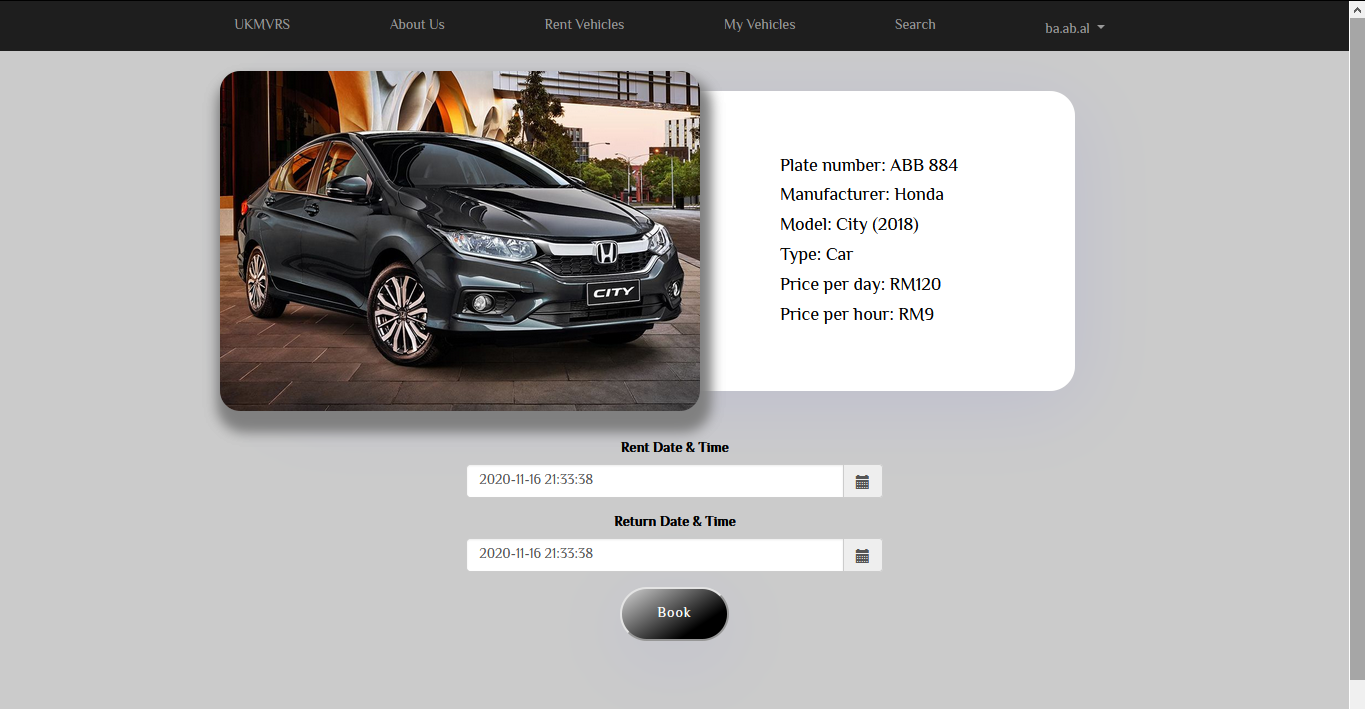 UKMVRS About Us Rent Vehicles My Vehicles Search ba.ab.al
CITY
Plate number: ABB 884
Manufacturer: Honda
Model: City (2018)
Type: Car
Price per day: RM120
Price per hour: RM9
Rent Date & Time
2020-11-16 21:33:38
Return Date & Time
2020-11-16 21:33:38
Book